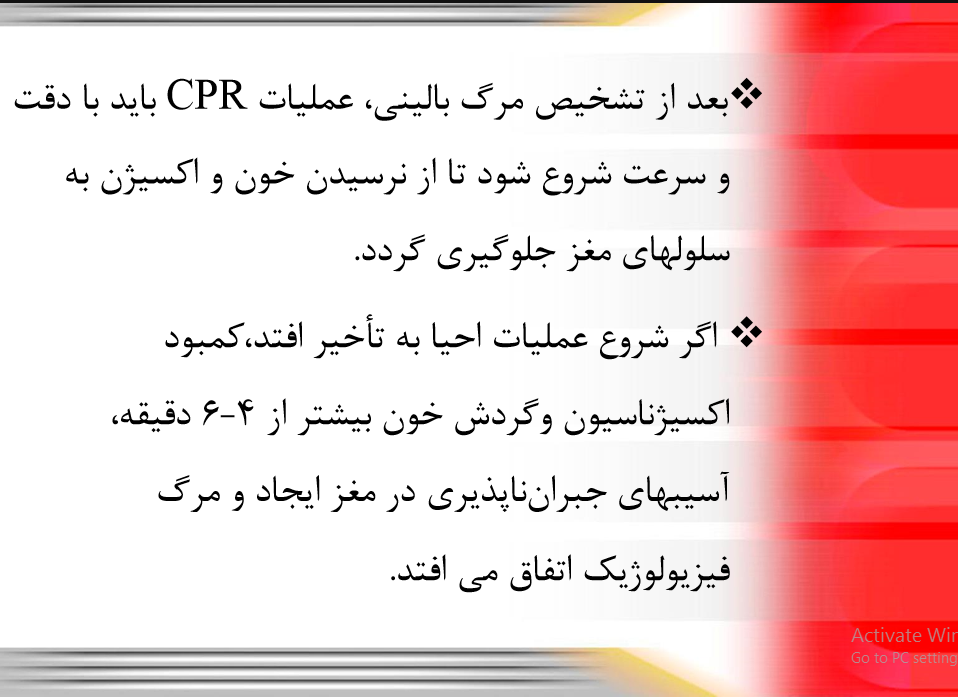 ❖بعد از تشخیص مرگ بالینی، عملیات CPR باید با دقت
و سرعت شروع شود تا از نرسیدن خون و اکسیژن به
سلولهای مغز جلوگیری گردد.
❖ اگر شروع عملیات احیا به تأخیر افتد،کمبود
اکسیژناسیون وگردش خون بیشتر از ۴-۶ دقیقه،
آسیبهای جبران‌ناپذیری در مغز ایجاد و مرگ
فیزیولوژیک اتفاق می افتد.
Activate Win
Go to PC setting